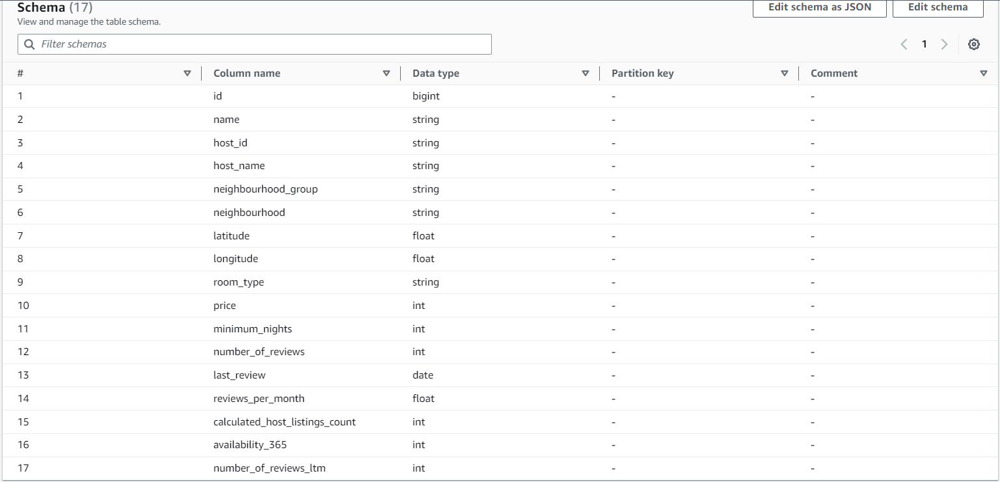 Schema (17)
Edit schema as JSON
Edit schema
View and manage the table schema.
Filter schemas
1
# Column name Data type Partition key Comment
1 id bigint - -
2 name string - -
3 host_id string - -
4 host_name string - -
5 neighbourhood_group string - -
6 neighbourhood string - -
7 latitude float - -
8 longitude float - -
9 room_type string - -
10 price int - -
11 minimum_nights int - -
12 number_of_reviews int - -
13 last_review date - -
14 reviews_per_month float - -
15 calculated_host_listings_count int - -
16 availability_365 int - -
17 number_of_reviews_ltm int - -